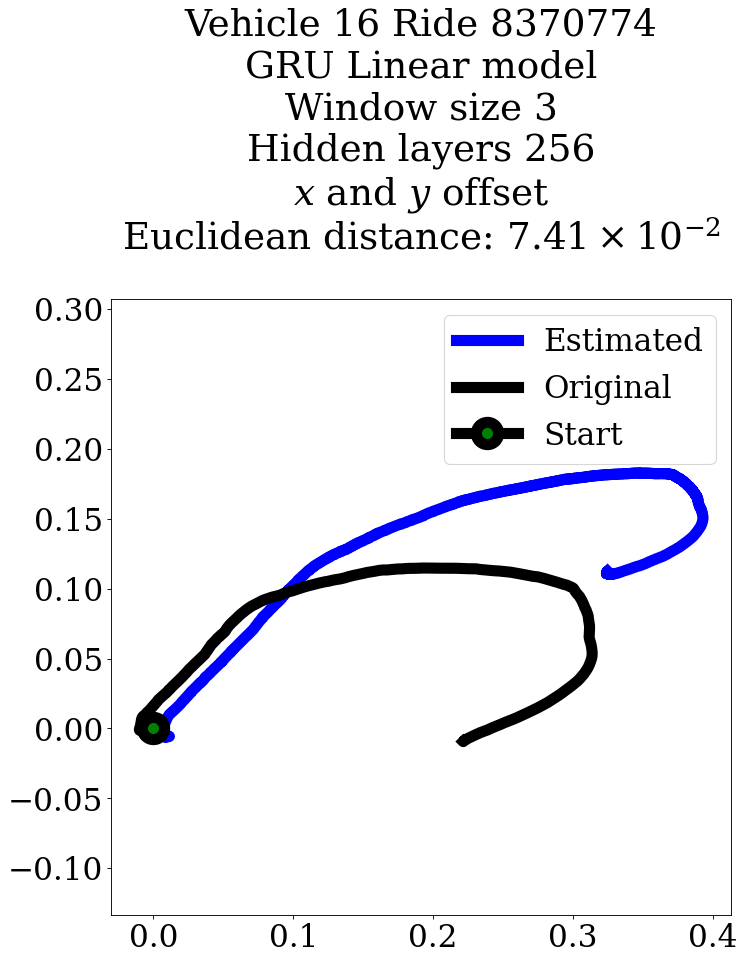 Vehicle 16 Ride 8370774
GRU Linear model
Window size 3
Hidden layers 256
x and y offset
Euclidean distance: 7.41 × 10⁻²
0.30
0.25
0.20
0.15
0.10
0.05
0.00
−0.05
−0.10
Estimated
Original
Start
0.0 0.1 0.2 0.3 0.4